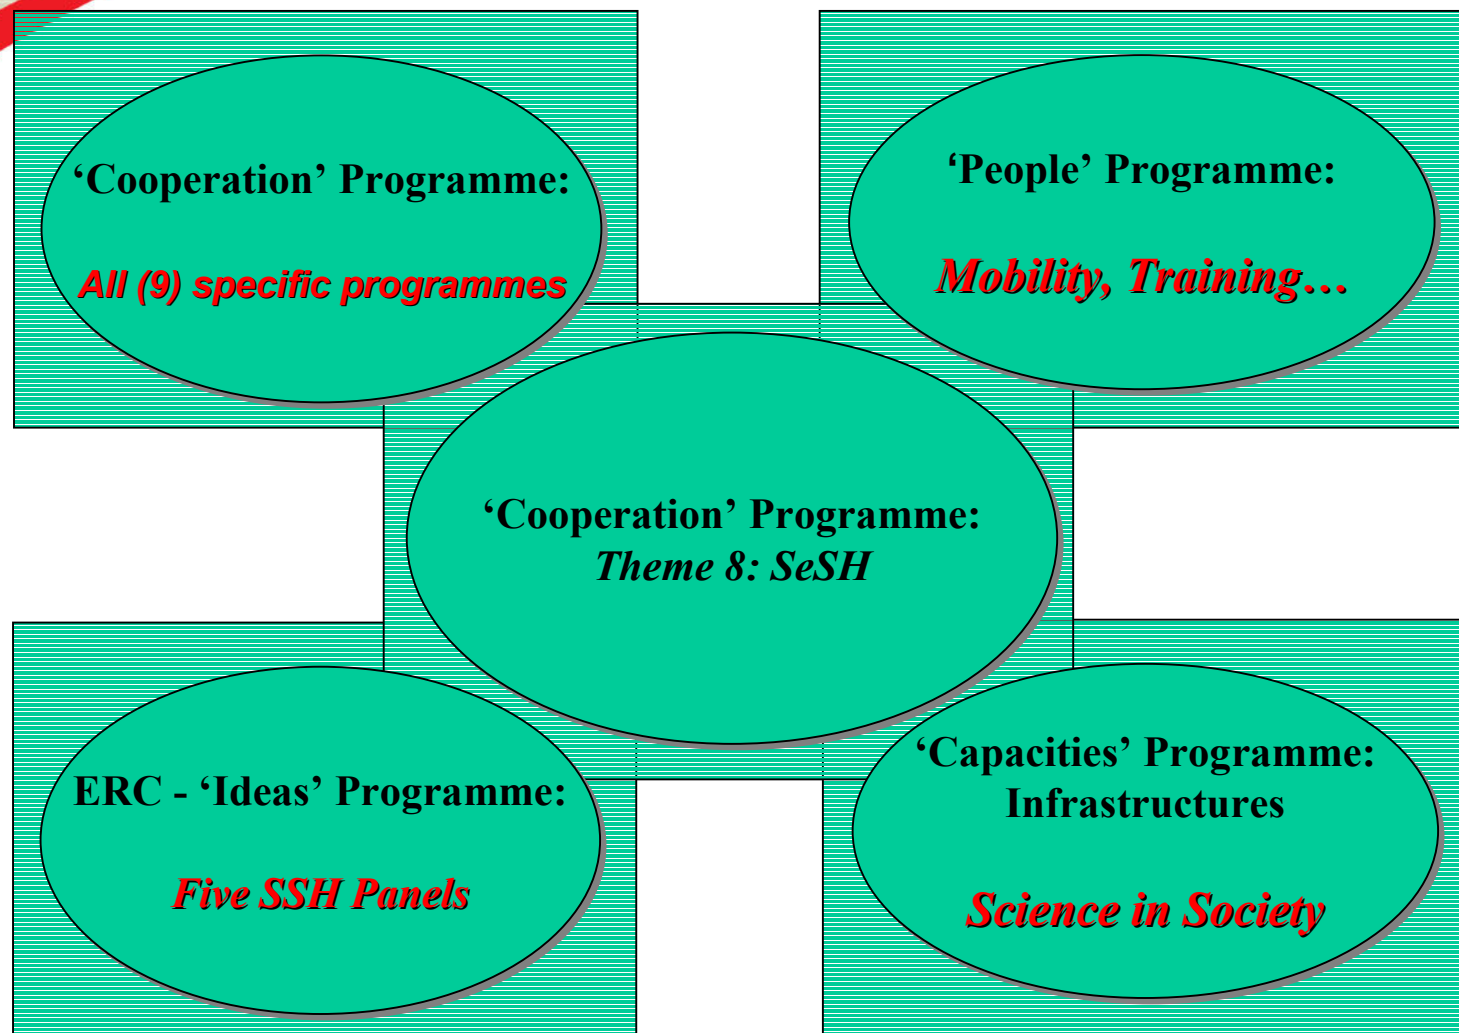 ‘Cooperation’ Programme:
All (9) specific programmes
‘People’ Programme:
Mobility, Training…
‘Cooperation’ Programme:
Theme 8: SeSH
ERC - ‘Ideas’ Programme:
Five SSH Panels
‘Capacities’ Programme:
Infrastructures
Science in Society